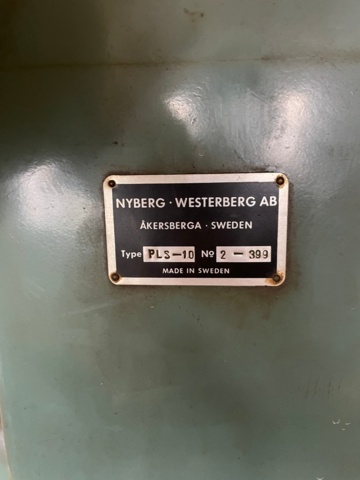 NYBERG · WESTERBERG AB
ÅKERSBERGA · SWEDEN
Type PLS-10 No 2 - 399
MADE IN SWEDEN